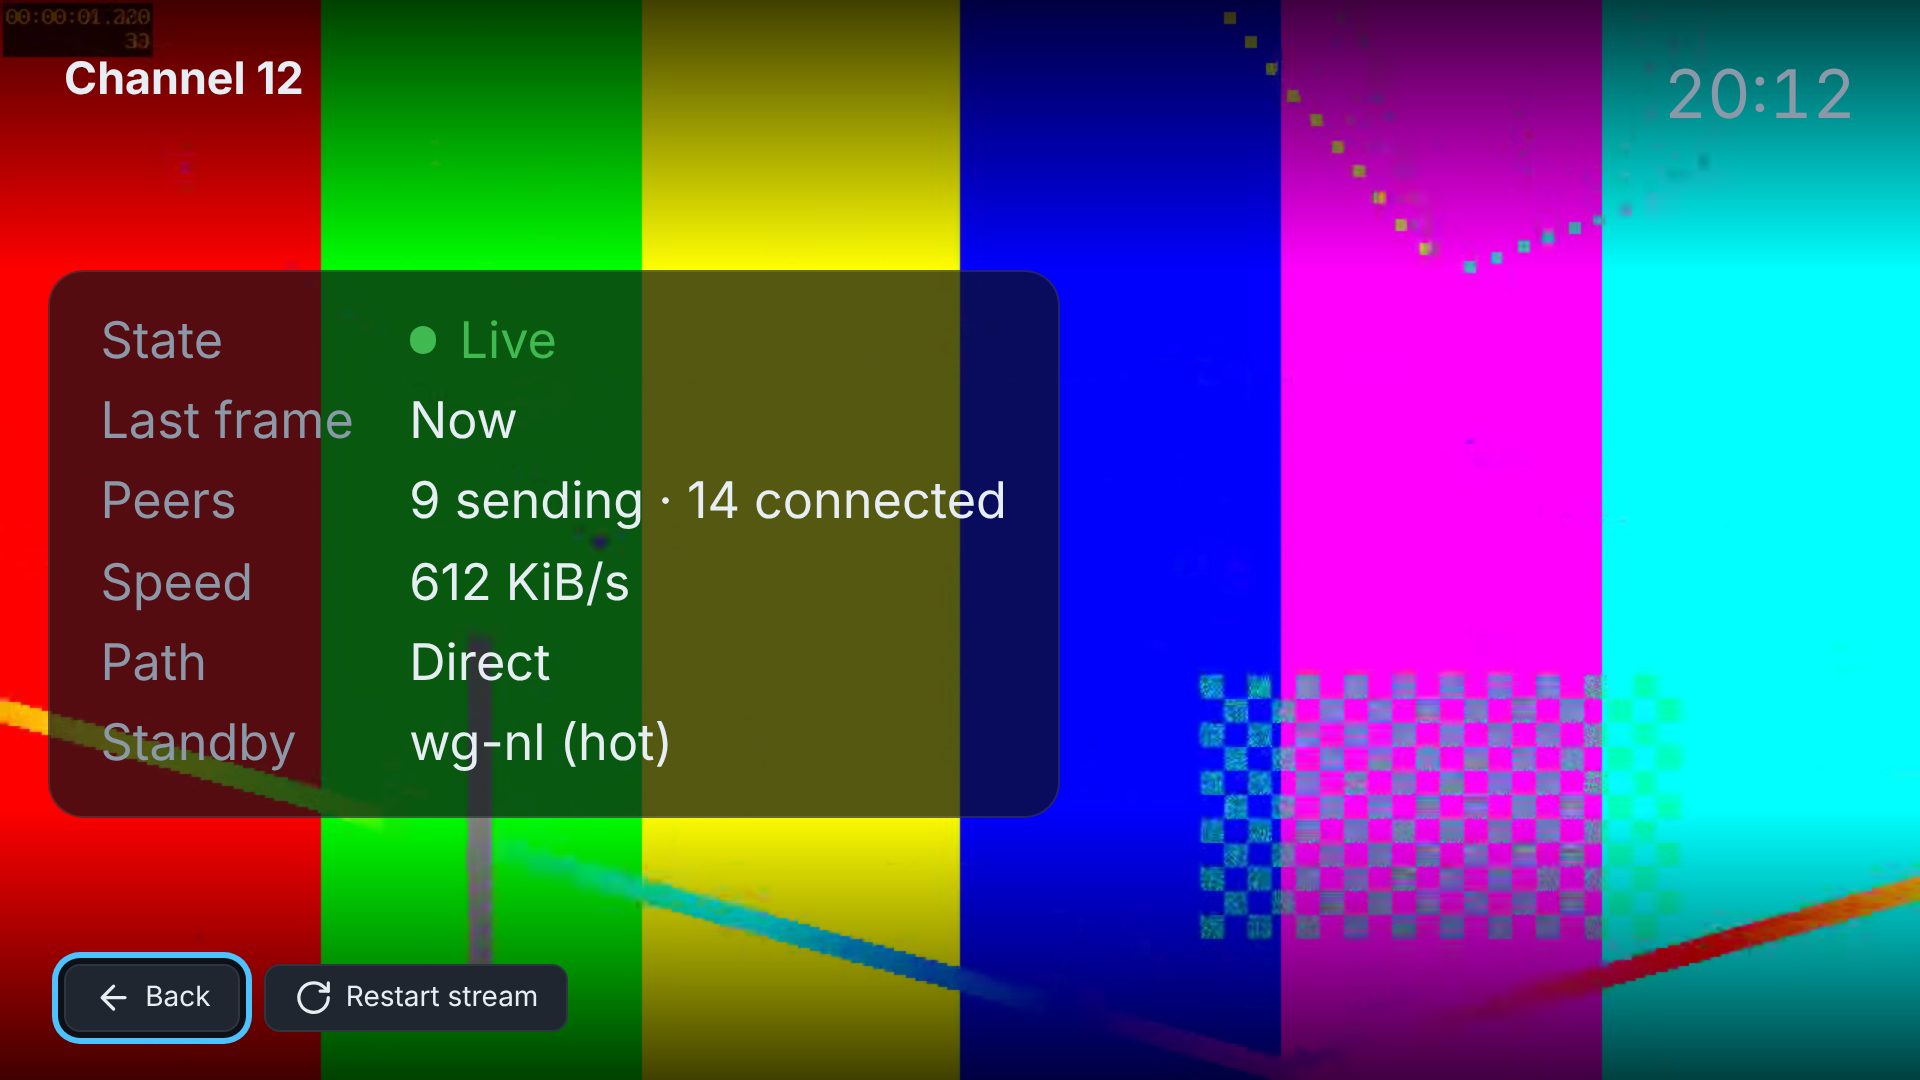 00:00:01.220
30
Channel 12
20:12
State Live
Last frame Now
Peers 9 sending · 14 connected
Speed 612 KiB/s
Path Direct
Standby wg-nl (hot)
Back Restart stream